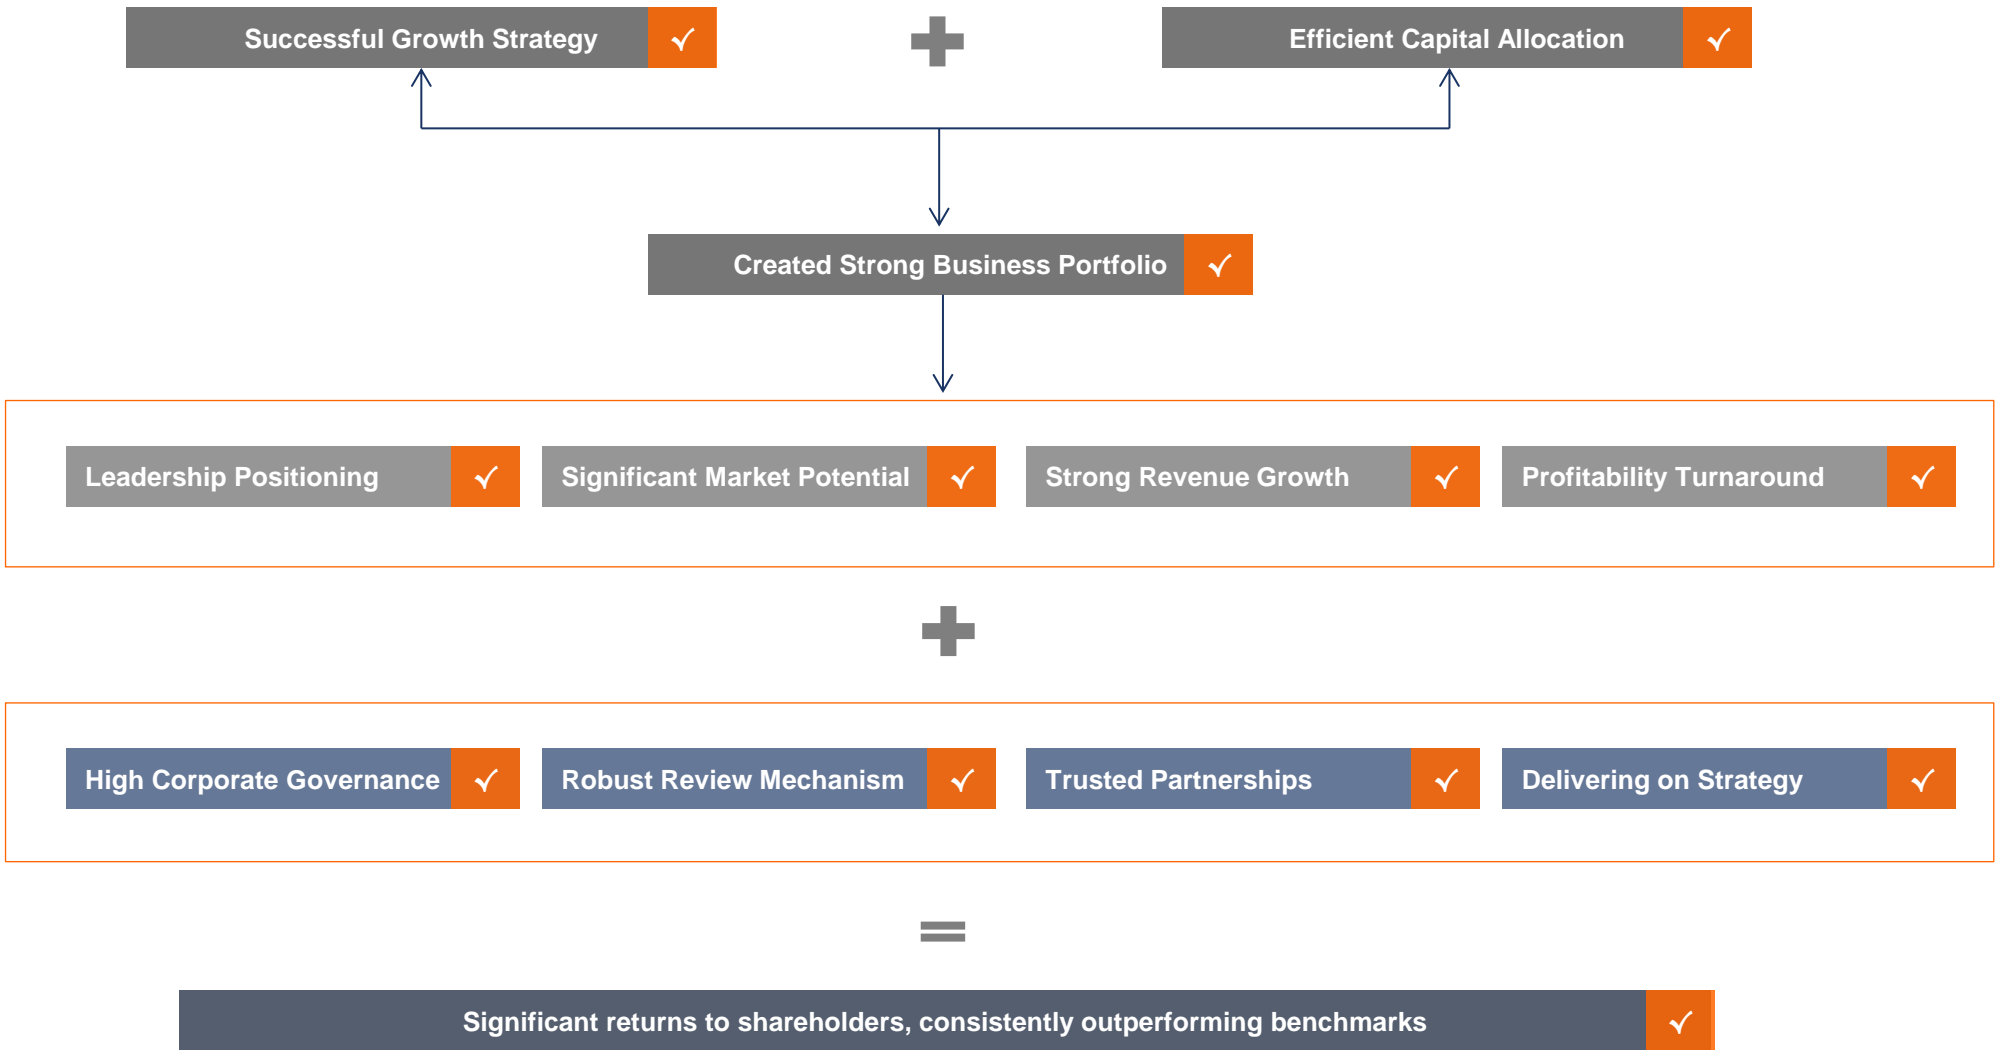 Successful Growth Strategy ✓
Efficient Capital Allocation ✓
Created Strong Business Portfolio ✓
Leadership Positioning ✓
Significant Market Potential ✓
Strong Revenue Growth ✓
Profitability Turnaround ✓
High Corporate Governance ✓
Robust Review Mechanism ✓
Trusted Partnerships ✓
Delivering on Strategy ✓
Significant returns to shareholders, consistently outperforming benchmarks ✓